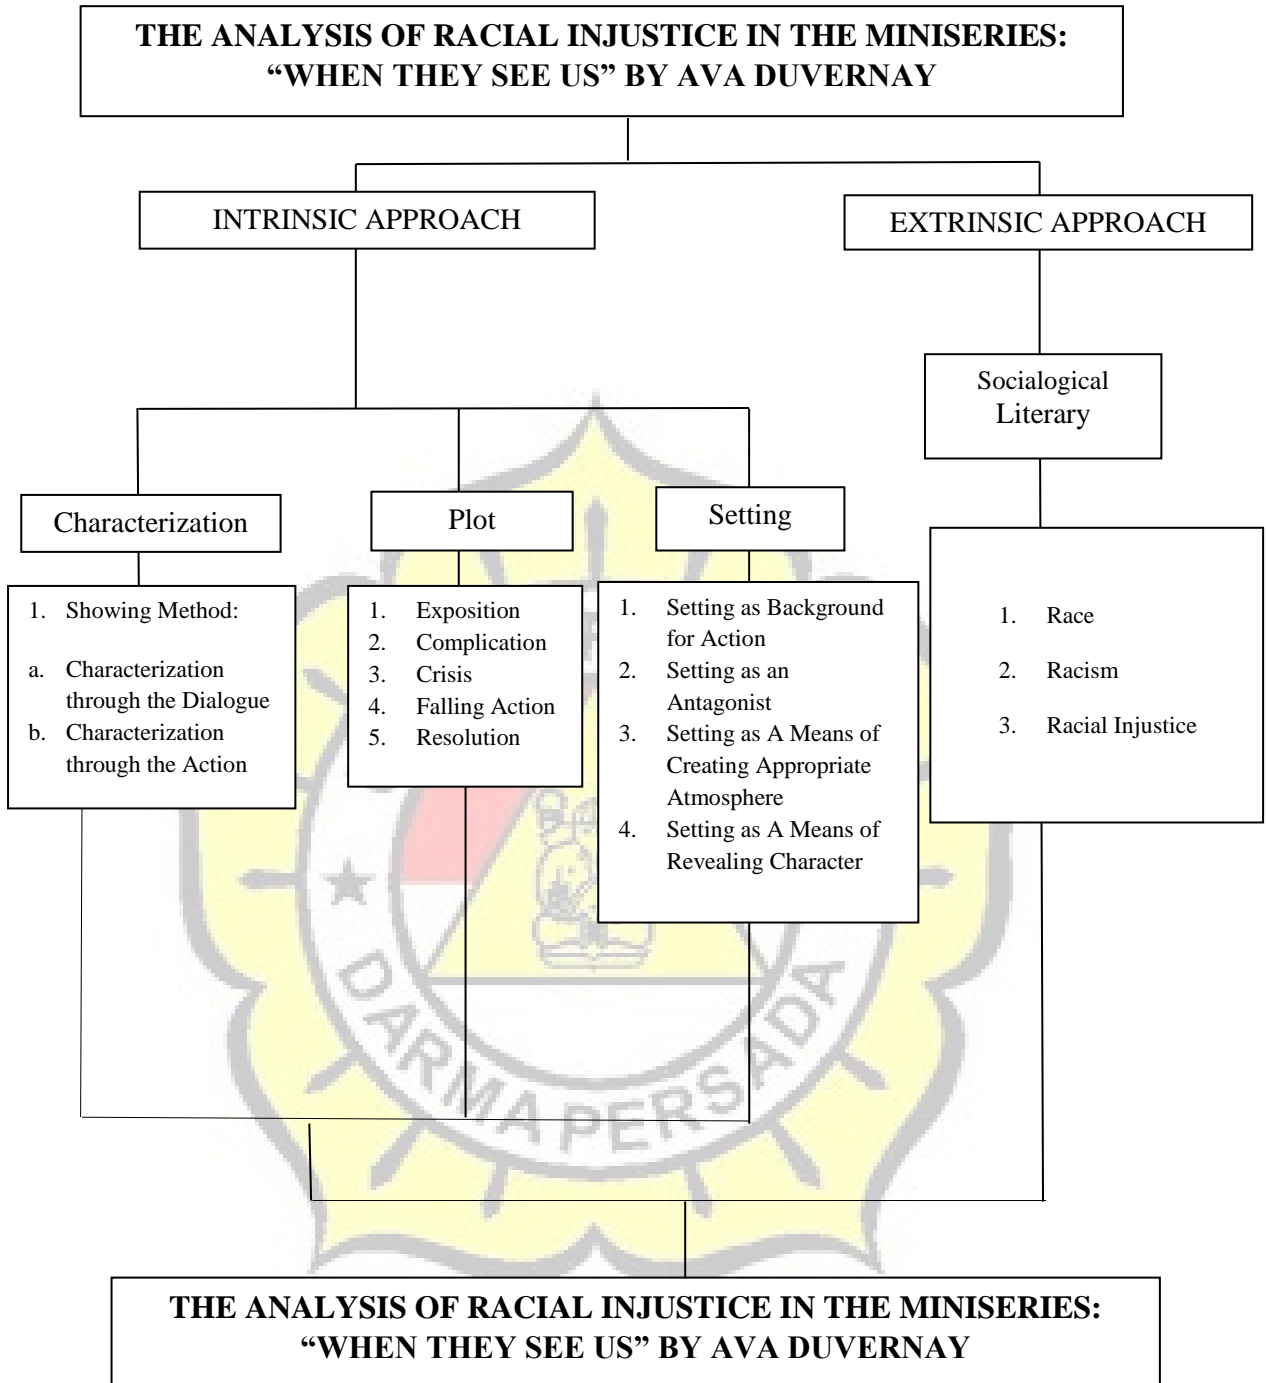 THE ANALYSIS OF RACIAL INJUSTICE IN THE MINISERIES:
“WHEN THEY SEE US” BY AVA DUVERNAY
INTRINSIC APPROACH
EXTRINSIC APPROACH
Socialogical
Literary
Characterization
Plot
Setting
1. Showing Method:
a. Characterization
through the Dialogue
b. Characterization
through the Action
1. Exposition
2. Complication
3. Crisis
4. Falling Action
5. Resolution
1. Setting as Background
for Action
2. Setting as an
Antagonist
3. Setting as A Means of
Creating Appropriate
Atmosphere
4. Setting as A Means of
Revealing Character
1. Race
2. Racism
3. Racial Injustice
DARMA PERSADA
THE ANALYSIS OF RACIAL INJUSTICE IN THE MINISERIES:
“WHEN THEY SEE US” BY AVA DUVERNAY